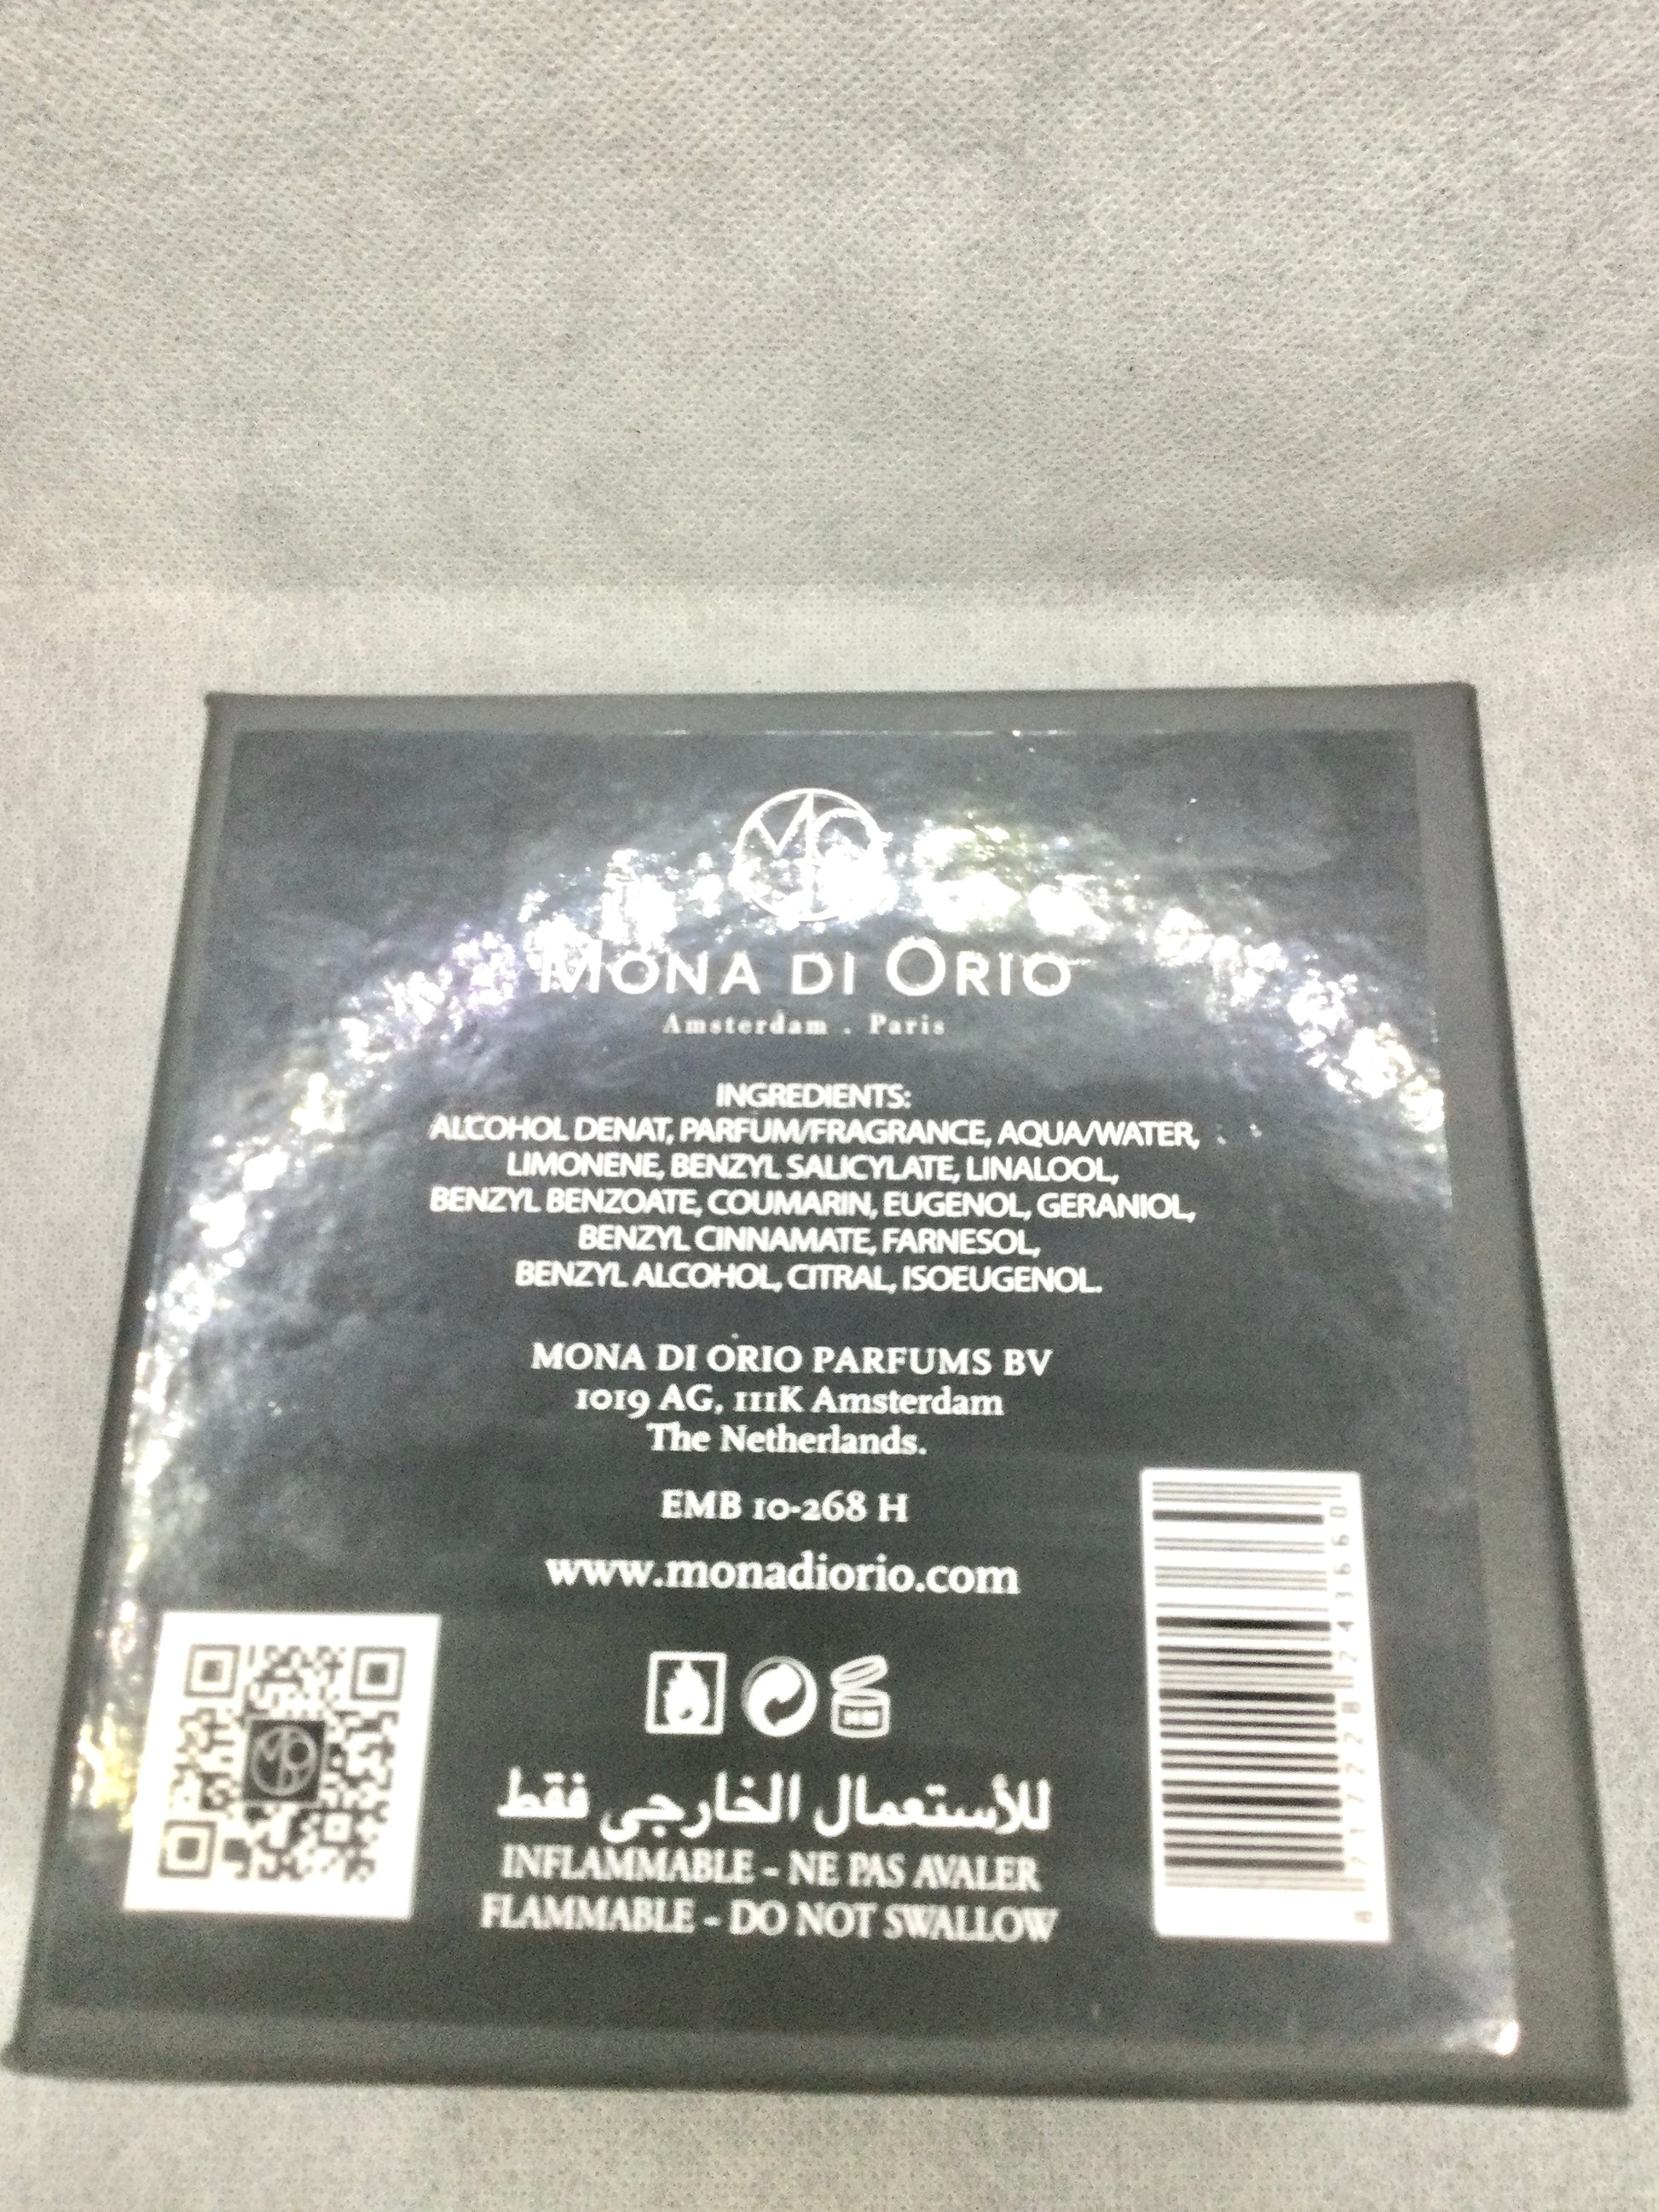 MONA DI ORIO
Amsterdam . Paris
INGREDIENTS:
ALCOHOL DENAT, PARFUM/FRAGRANCE, AQUA/WATER,
LIMONENE, BENZYL SALICYLATE, LINALOOL,
BENZYL BENZOATE, COUMARIN, EUGENOL, GERANIOL,
BENZYL CINNAMATE, FARNESOL,
BENZYL ALCOHOL, CITRAL, ISOEUGENOL.
MONA DI ORIO PARFUMS BV
1019 AG, 111K Amsterdam
The Netherlands.
EMB 10-268 H
www.monadiorio.com
للأستعمال الخارجى فقط
INFLAMMABLE - NE PAS AVALER
FLAMMABLE - DO NOT SWALLOW